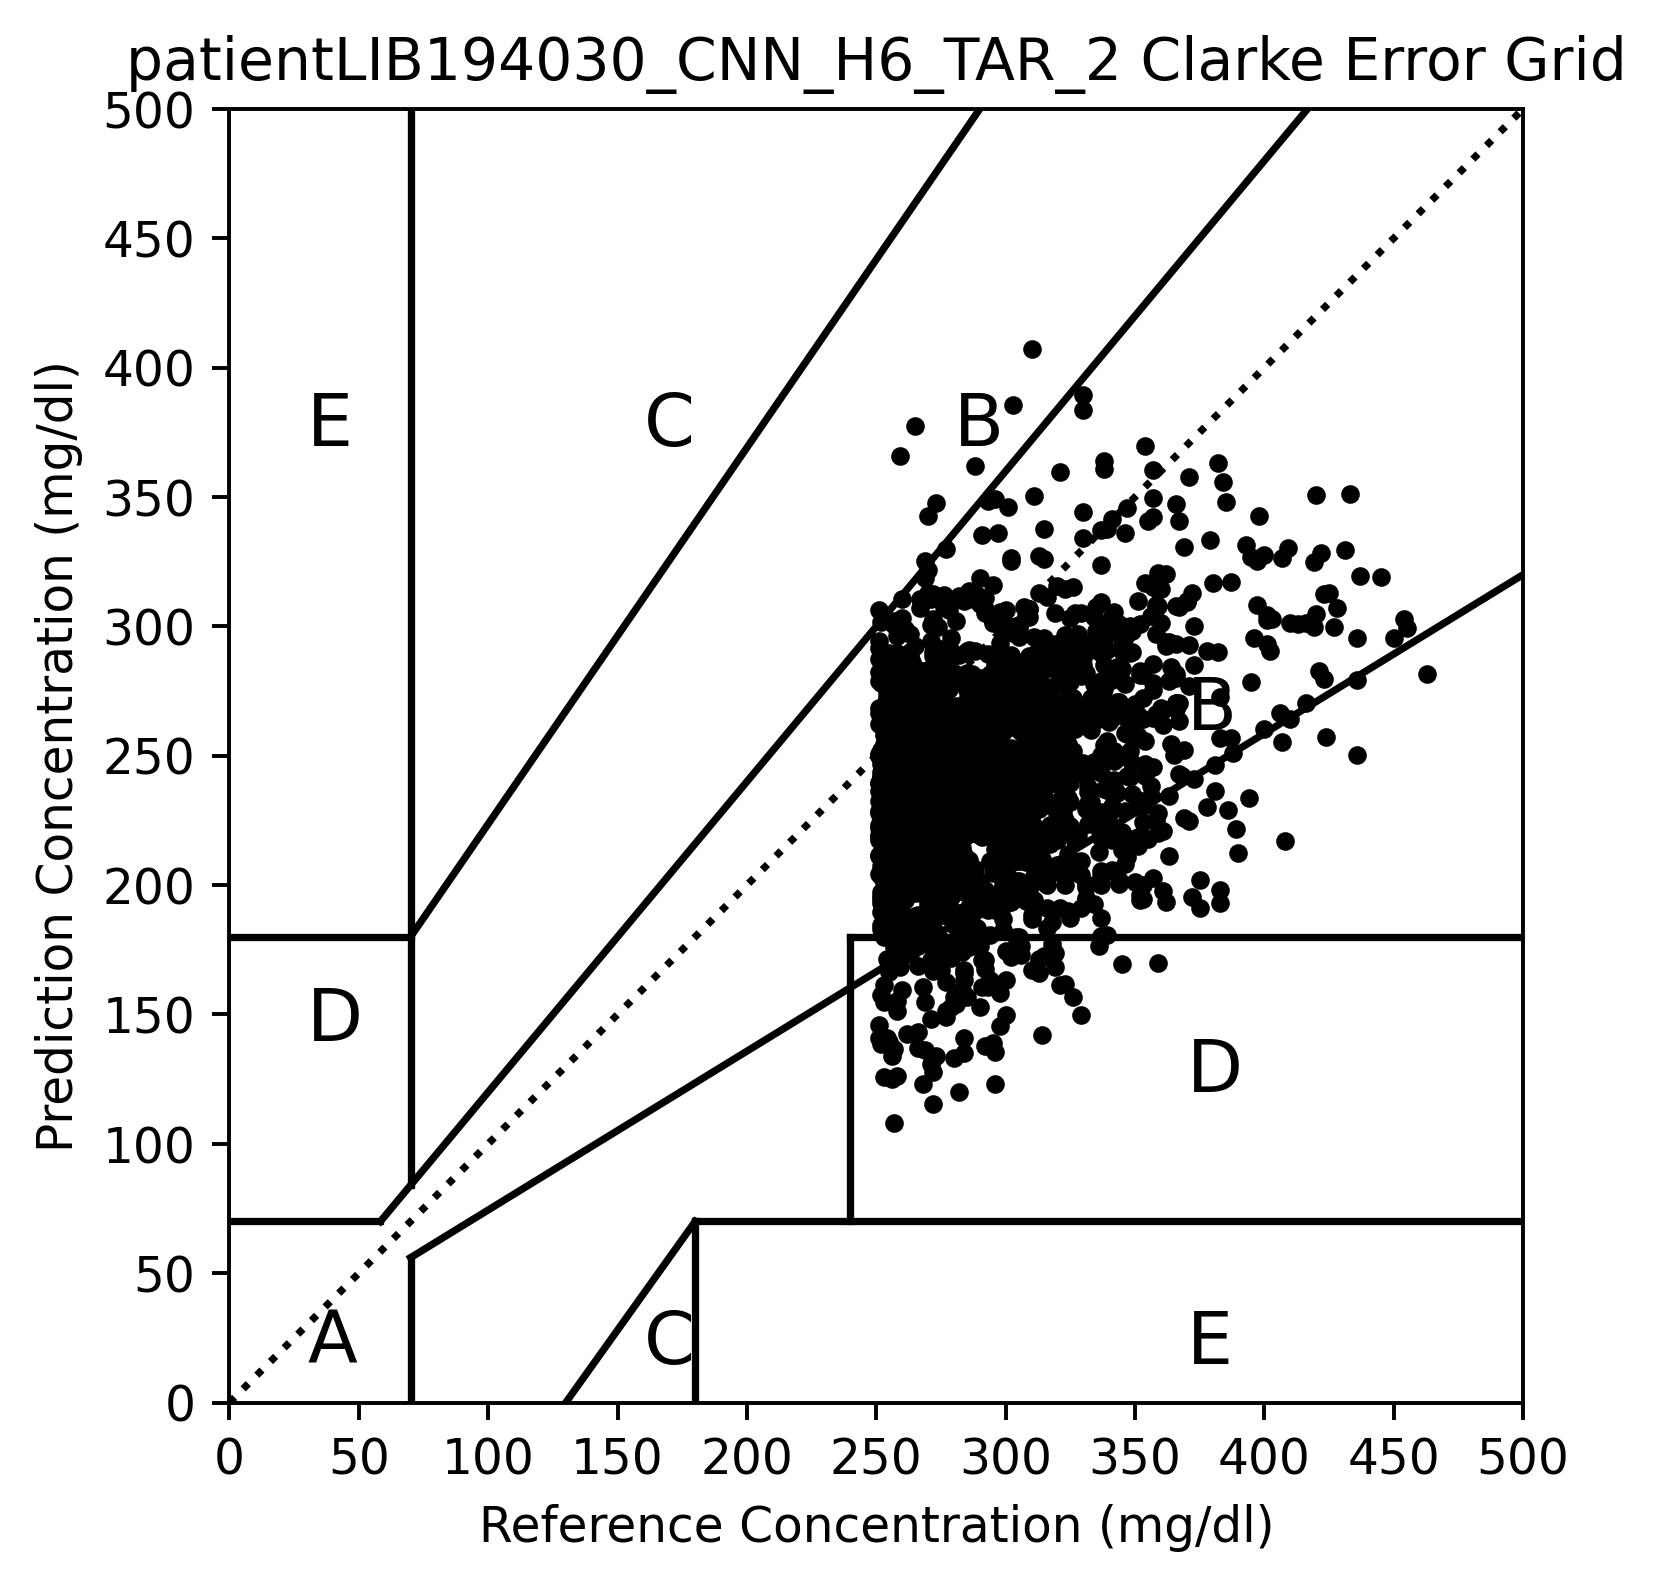 patientLIB194030_CNN_H6_TAR_2 Clarke Error Grid
500
450
400
350
300
250
200
150
100
50
0
Prediction Concentration (mg/dl)
E
C
B
B
D
D
A
C
E
0 50 100 150 200 250 300 350 400 450 500
Reference Concentration (mg/dl)